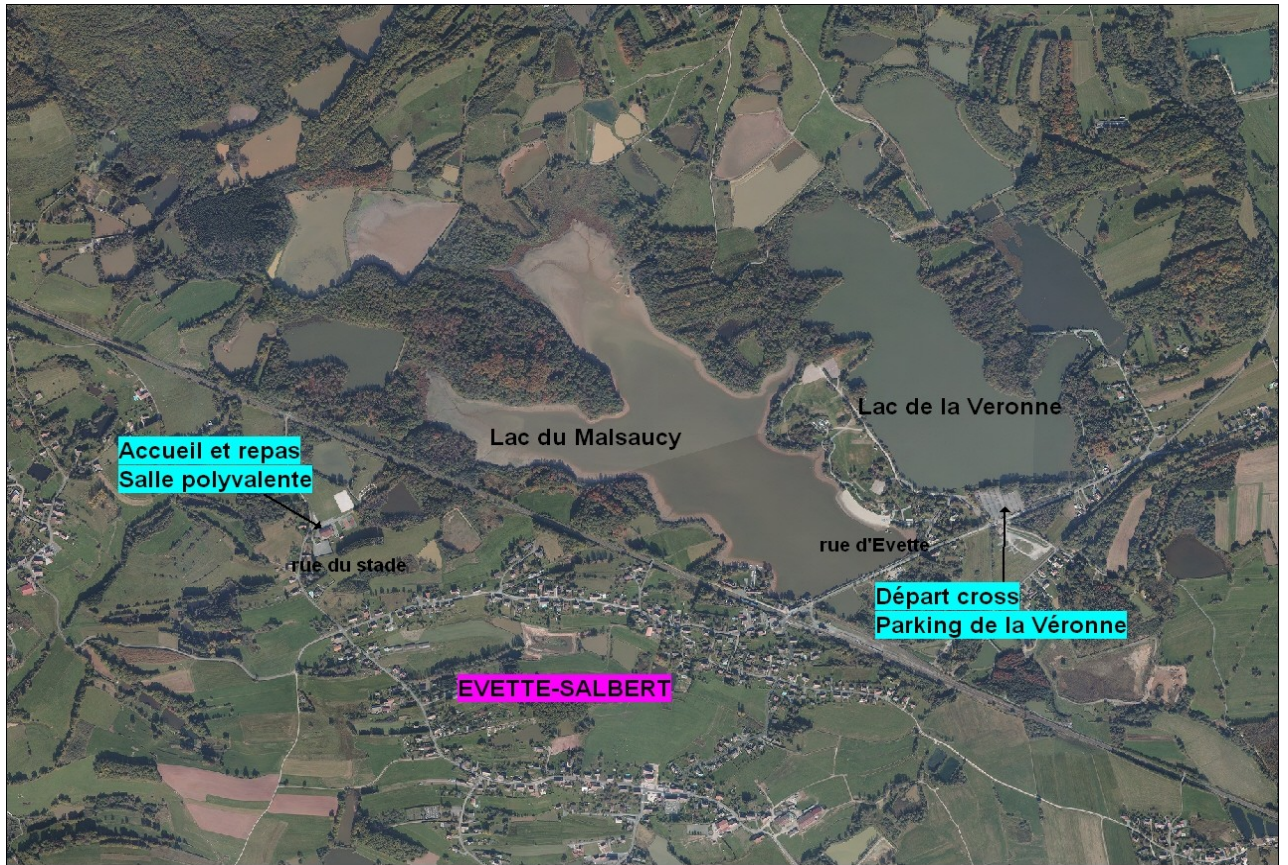 Lac de la Veronne
Lac du Malsaucy
Accueil et repas
Salle polyvalente
rue d'Evette
rue du stade
Départ cross
Parking de la Véronne
EVETTE-SALBERT